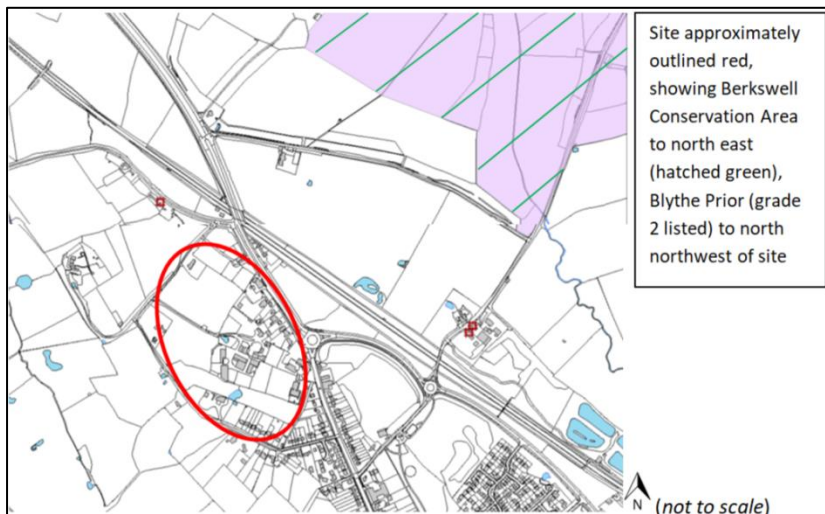 Site approximately
outlined red,
showing Berkswell
Conservation Area
to north east
(hatched green),
Blythe Prior (grade
2 listed) to north
northwest of site
N (not to scale)